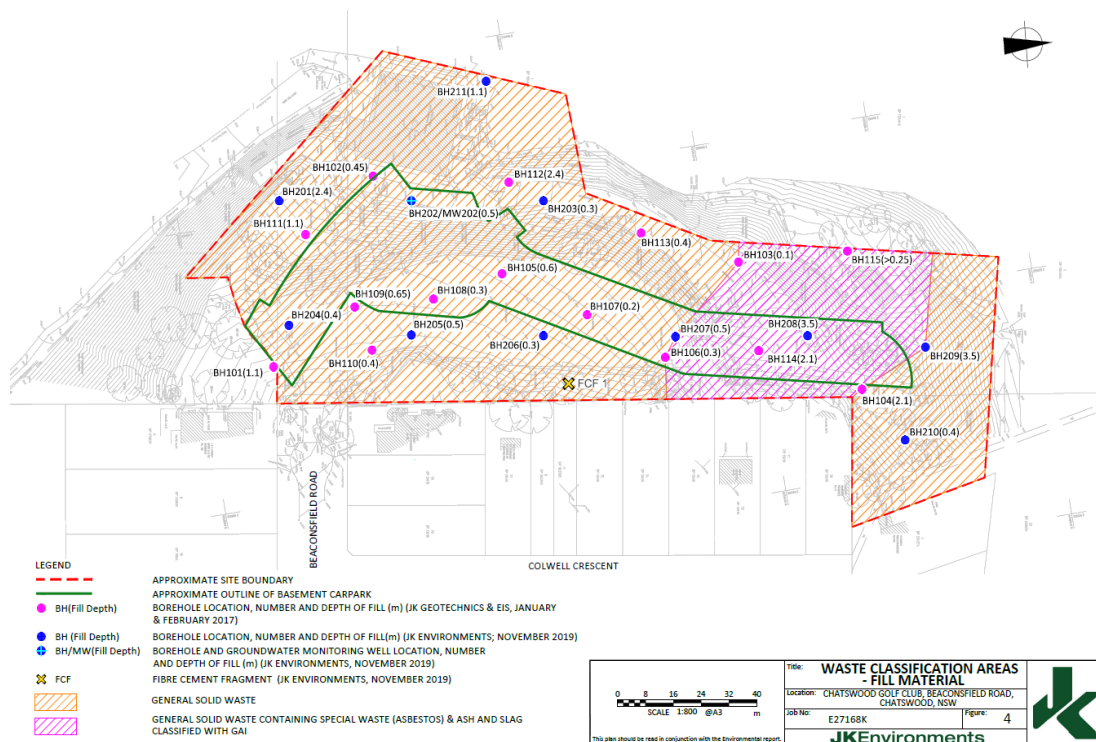 BH211(1.1)
BH102(0.45)
BH112(2.4)
BH201(2.4)
BH202/MW202(0.5)
BH203(0.3)
BH111(1.1)
BH113(0.4)
BH103(0.1)
BH115(>0.25)
BH105(0.6)
BH109(0.65)
BH108(0.3)
BH107(0.2)
BH204(0.4)
BH205(0.5)
BH206(0.3)
BH207(0.5)
BH208(3.5)
BH209(3.5)
BH101(1.1)
BH110(0.4)
BH106(0.3)
BH114(2.1)
FCF 1
BH104(2.1)
BH210(0.4)
BEACONSFIELD ROAD
COLWELL CRESCENT
LEGEND
APPROXIMATE SITE BOUNDARY
APPROXIMATE OUTLINE OF BASEMENT CARPARK
BH(Fill Depth) BOREHOLE LOCATION, NUMBER AND DEPTH OF FILL (m) (JK GEOTECHNICS & EIS, JANUARY
& FEBRUARY 2017)
BH (Fill Depth) BOREHOLE LOCATION, NUMBER AND DEPTH OF FILL(m) (JK ENVIRONMENTS; NOVEMBER 2019)
BH/MW(Fill Depth) BOREHOLE AND GROUNDWATER MONITORING WELL LOCATION, NUMBER
AND DEPTH OF FILL (m) (JK ENVIRONMENTS, NOVEMBER 2019)
FCF FIBRE CEMENT FRAGMENT (JK ENVIRONMENTS, NOVEMBER 2019)
GENERAL SOLID WASTE
GENERAL SOLID WASTE CONTAINING SPECIAL WASTE (ASBESTOS) & ASH AND SLAG
CLASSIFIED WITH GAI
0 8 16 24 32 40
SCALE 1:800 @A3 m
This plan should be read in conjunction with the Environmental report.
Title: WASTE CLASSIFICATION AREAS
- FILL MATERIAL
Location: CHATSWOOD GOLF CLUB, BEACONSFIELD ROAD,
CHATSWOOD, NSW
Job No: E27168K Figure: 4
JKEnvironments
JK